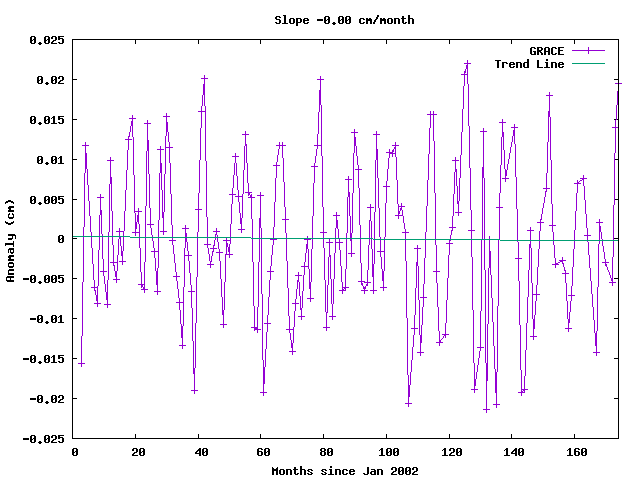 Slope -0.00 cm/month
GRACE
Trend Line
0.025
0.02
0.015
0.01
0.005
0
-0.005
-0.01
-0.015
-0.02
-0.025
Anomaly (cm)
0 20 40 60 80 100 120 140 160
Months since Jan 2002